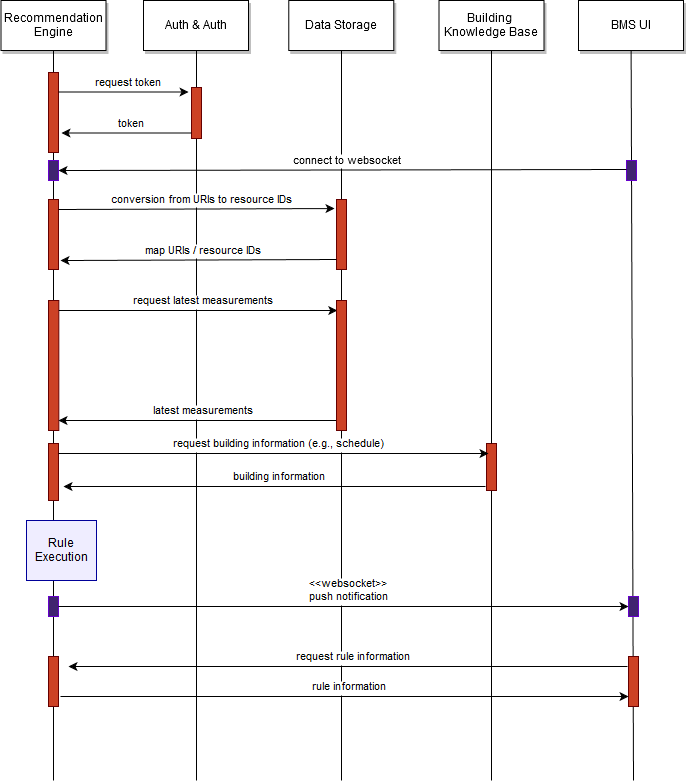 Recommendation
Engine
Auth & Auth
Data Storage
Building
Knowledge Base
BMS UI
request token
token
connect to websocket
conversion from URIs to resource IDs
map URIs / resource IDs
request latest measurements
latest measurements
request building information (e.g., schedule)
building information
Rule
Execution
<<websocket>>
push notification
request rule information
rule information